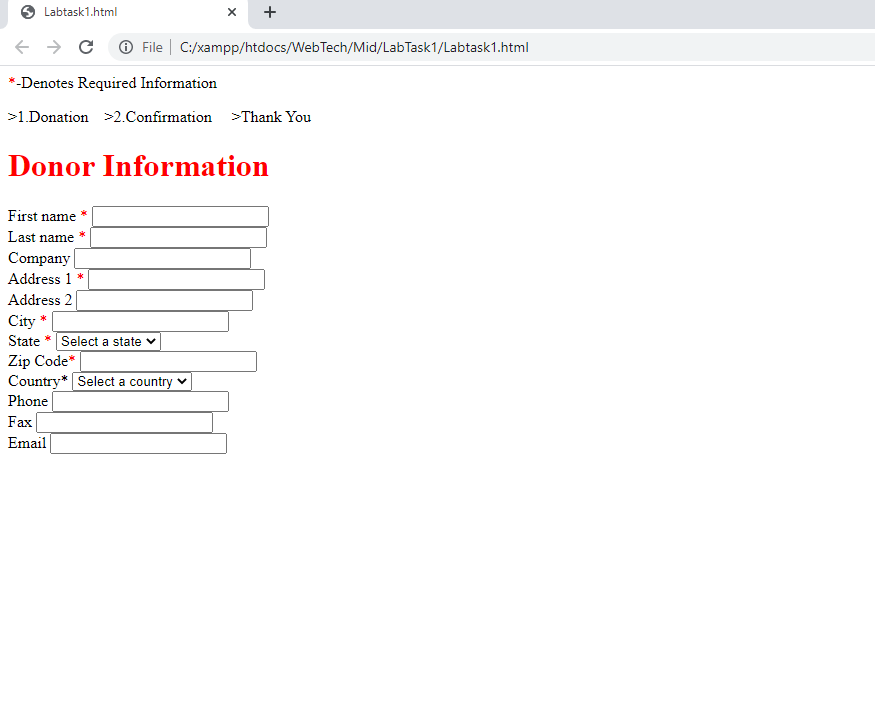 Labtask1.html
File C:/xampp/htdocs/WebTech/Mid/LabTask1/Labtask1.html
*-Denotes Required Information
>1.Donation >2.Confirmation >Thank You
Donor Information
First name *
Last name *
Company
Address 1 *
Address 2
City *
State * Select a state
Zip Code*
Country* Select a country
Phone
Fax
Email